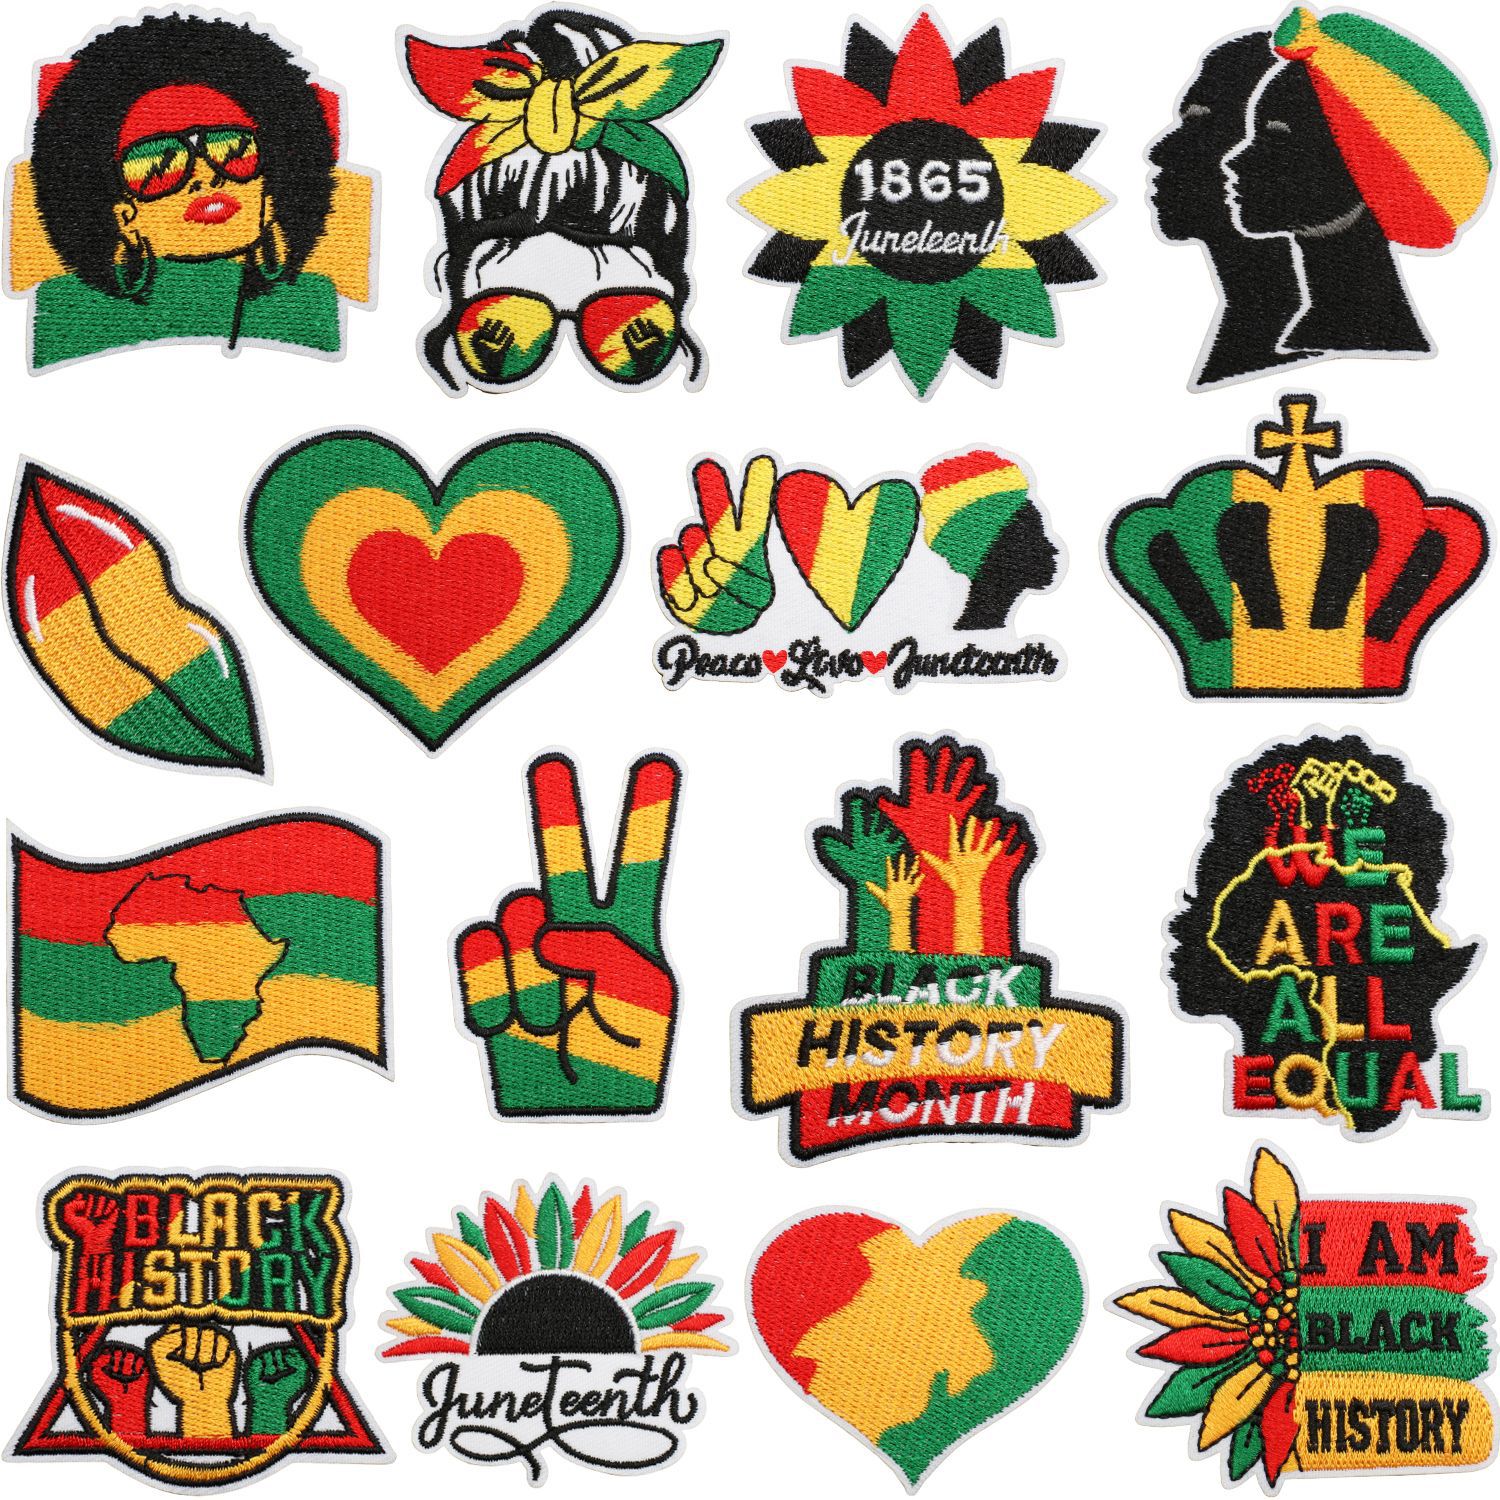 1865
Juneteenth
Peace Love Juneteenth
BLACK
HISTORY
MONTH
WE
ARE
ALL
EQUAL
BLACK
HISTORY
Juneteenth
I AM
BLACK
HISTORY